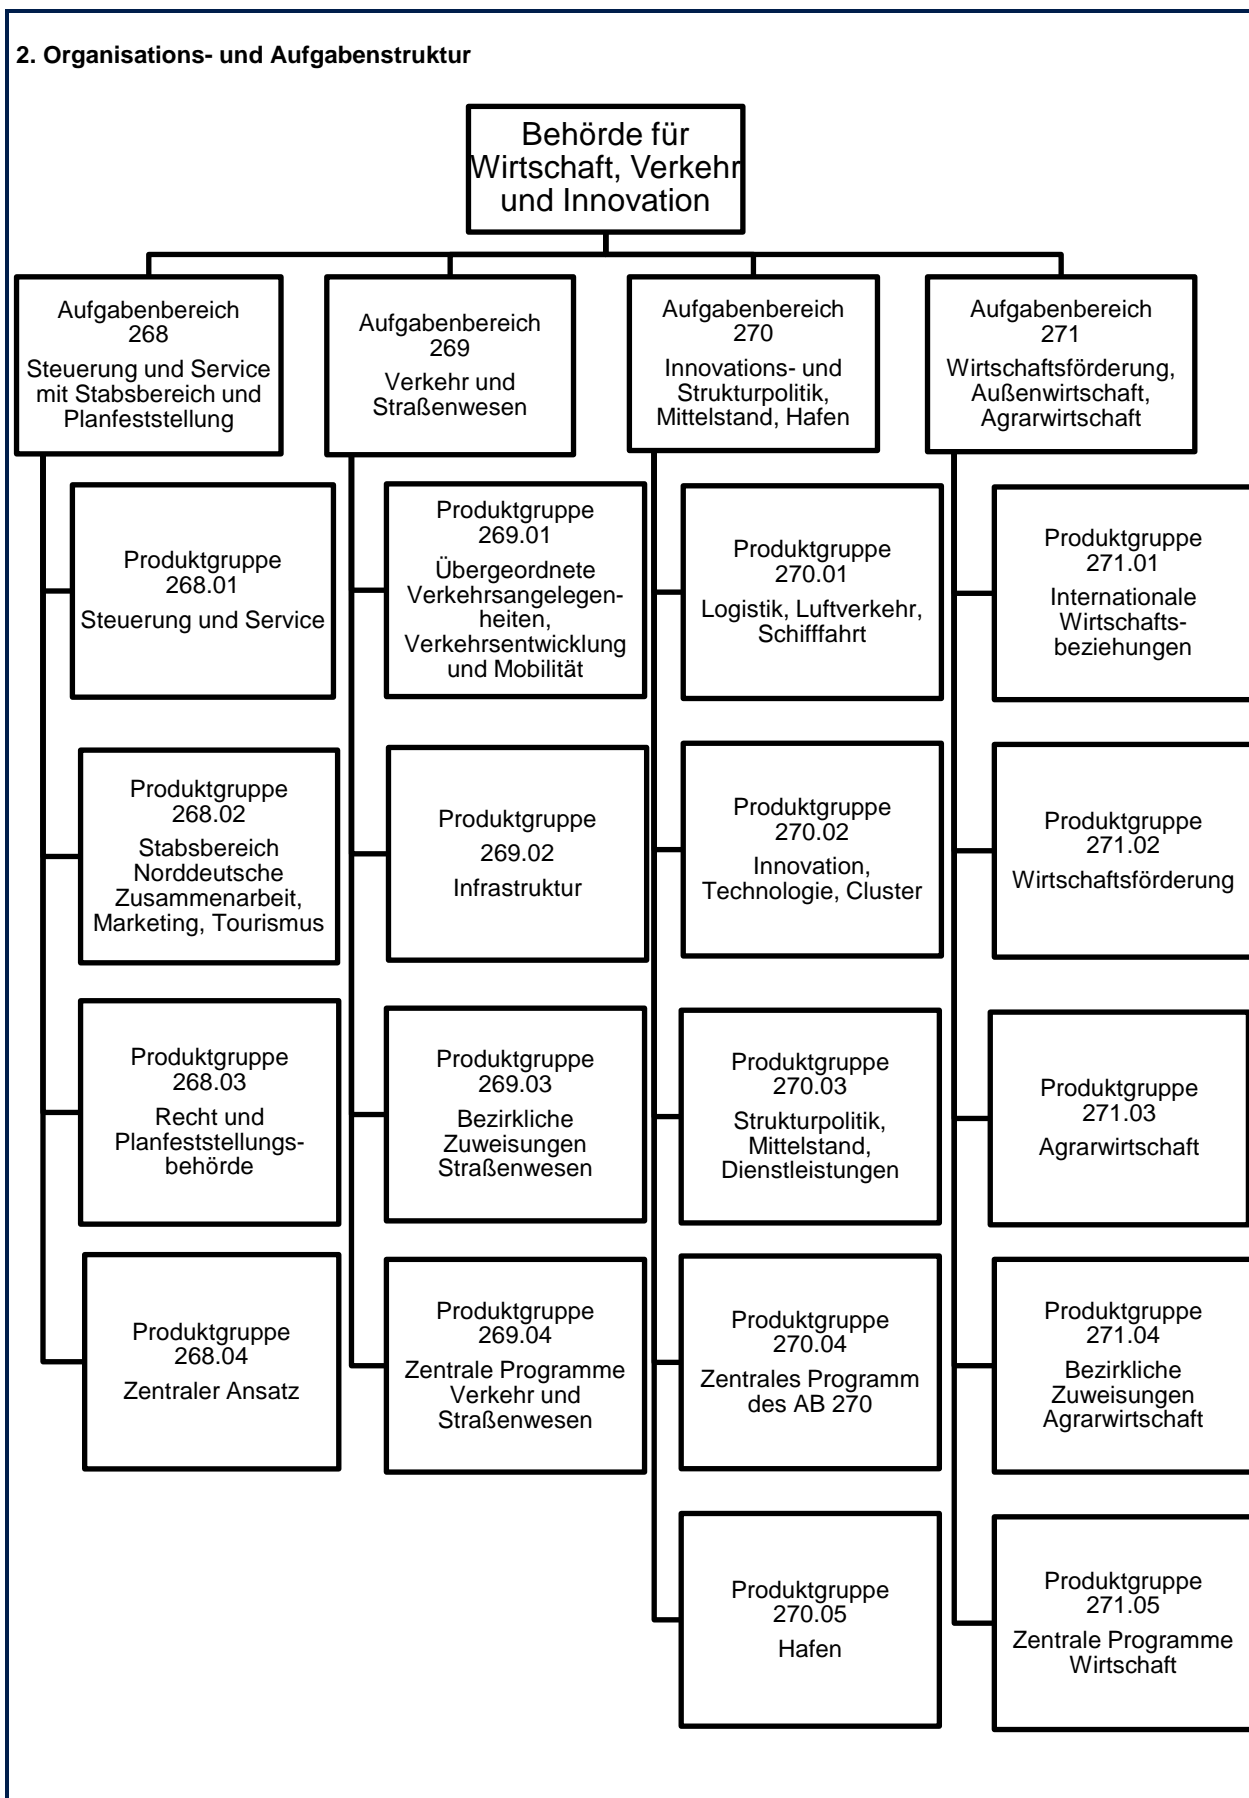 2. Organisations- und Aufgabenstruktur
Behörde für
Wirtschaft, Verkehr
und Innovation
Aufgabenbereich
268
Steuerung und Service
mit Stabsbereich und
Planfeststellung
Aufgabenbereich
269
Verkehr und
Straßenwesen
Aufgabenbereich
270
Innovations- und
Strukturpolitik,
Mittelstand, Hafen
Aufgabenbereich
271
Wirtschaftsförderung,
Außenwirtschaft,
Agrarwirtschaft
Produktgruppe
268.01
Steuerung und Service
Produktgruppe
269.01
Übergeordnete
Verkehrsangelegen-
heiten,
Verkehrsentwicklung
und Mobilität
Produktgruppe
270.01
Logistik, Luftverkehr,
Schifffahrt
Produktgruppe
271.01
Internationale
Wirtschafts-
beziehungen
Produktgruppe
268.02
Stabsbereich
Norddeutsche
Zusammenarbeit,
Marketing, Tourismus
Produktgruppe
269.02
Infrastruktur
Produktgruppe
270.02
Innovation,
Technologie, Cluster
Produktgruppe
271.02
Wirtschaftsförderung
Produktgruppe
268.03
Recht und
Planfeststellungs-
behörde
Produktgruppe
269.03
Bezirkliche
Zuweisungen
Straßenwesen
Produktgruppe
270.03
Strukturpolitik,
Mittelstand,
Dienstleistungen
Produktgruppe
271.03
Agrarwirtschaft
Produktgruppe
268.04
Zentraler Ansatz
Produktgruppe
269.04
Zentrale Programme
Verkehr und
Straßenwesen
Produktgruppe
270.04
Zentrales Programm
des AB 270
Produktgruppe
271.04
Bezirkliche
Zuweisungen
Agrarwirtschaft
Produktgruppe
270.05
Hafen
Produktgruppe
271.05
Zentrale Programme
Wirtschaft